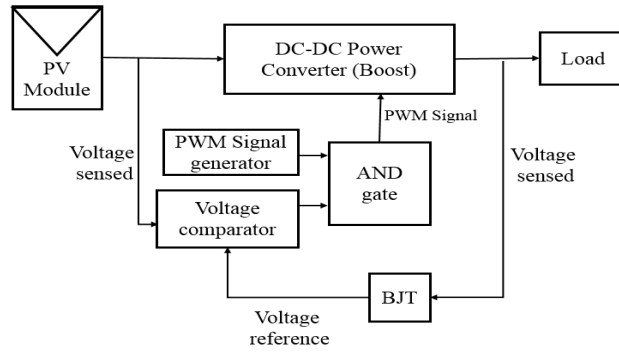 PV
Module
DC-DC Power
Converter (Boost)
Load
PWM Signal
Voltage
sensed
PWM Signal
generator
AND
gate
Voltage
sensed
Voltage
comparator
BJT
Voltage
reference